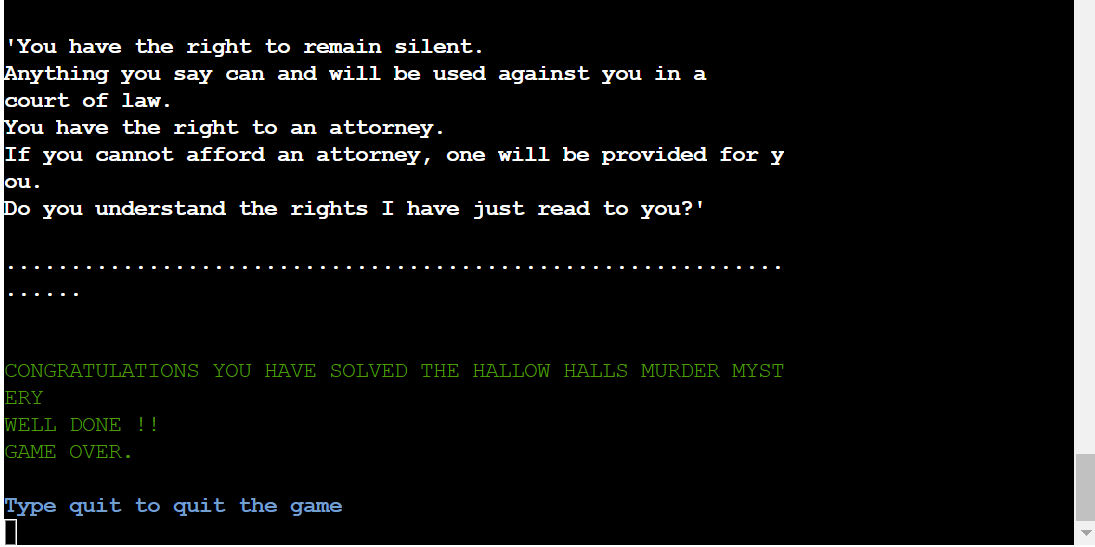 'You have the right to remain silent.
Anything you say can and will be used against you in a
court of law.
You have the right to an attorney.
If you cannot afford an attorney, one will be provided for y
ou.
Do you understand the rights I have just read to you?'
............................................................
......
CONGRATULATIONS YOU HAVE SOLVED THE HALLOW HALLS MURDER MYST
ERY
WELL DONE !!
GAME OVER.
Type quit to quit the game